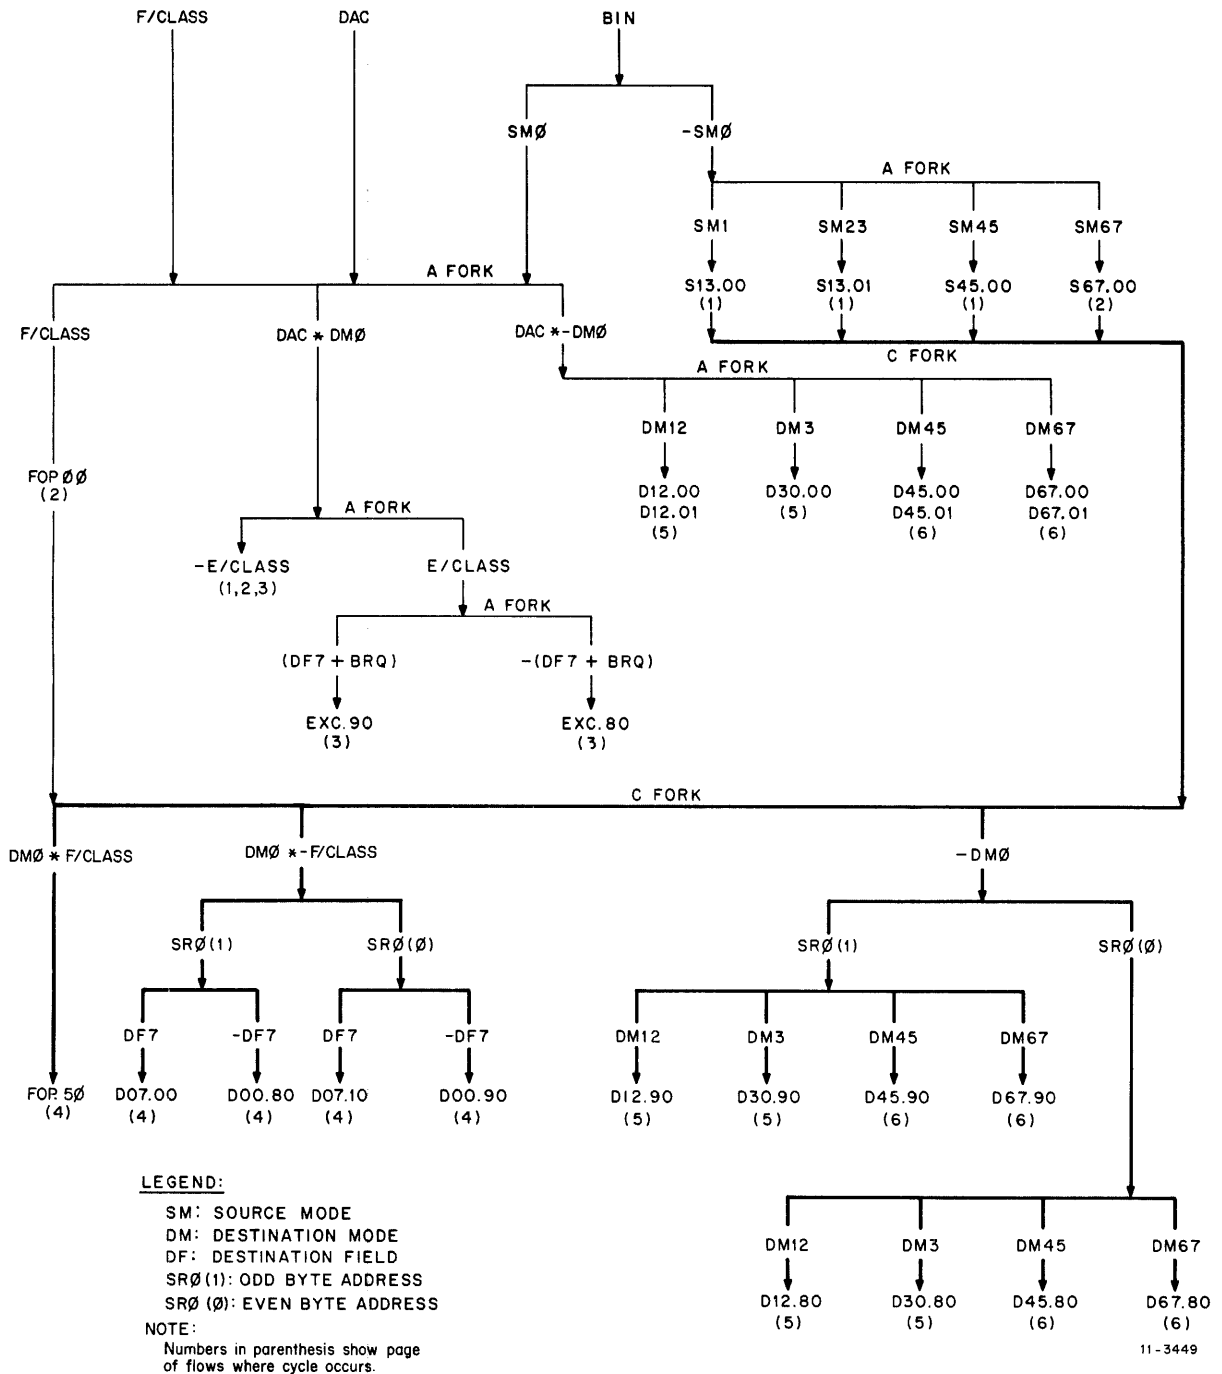 F/CLASS DAC BIN
SMØ -SMØ
A FORK
SM1 SM23 SM45 SM67
A FORK
S13.00 S13.01 S45.00 S67.00
(1) (1) (1) (2)
F/CLASS DAC * DMØ DAC * -DMØ
C FORK
A FORK
DM12 DM3 DM45 DM67
FOP ØØ
(2)
D12.00 D30.00 D45.00 D67.00
D12.01 (5) D45.01 D67.01
(5) (6) (6)
A FORK
-E/CLASS E/CLASS
(1,2,3)
A FORK
(DF7 + BRQ) -(DF7 + BRQ)
EXC.90 EXC.80
(3) (3)
C FORK
DMØ * F/CLASS DMØ * -F/CLASS -DMØ
SRØ(1) SRØ(Ø) SRØ(1) SRØ(Ø)
DF7 -DF7 DF7 -DF7 DM12 DM3 DM45 DM67
FOP.5Ø D07.00 D00.80 D07.10 D00.90 D12.90 D30.90 D45.90 D67.90
(4) (4) (4) (4) (4) (5) (5) (6) (6)
LEGEND:
SM: SOURCE MODE
DM: DESTINATION MODE
DF: DESTINATION FIELD
SRØ(1): ODD BYTE ADDRESS
SRØ (Ø): EVEN BYTE ADDRESS
NOTE:
Numbers in parenthesis show page
of flows where cycle occurs.
DM12 DM3 DM45 DM67
D12.80 D30.80 D45.80 D67.80
(5) (5) (6) (6)
11-3449